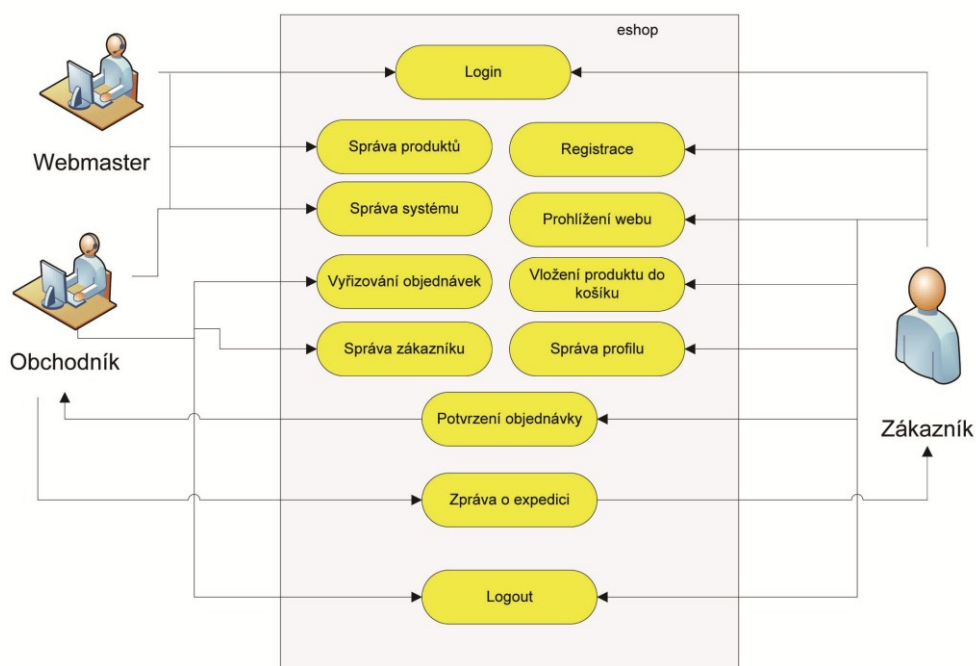 eshop
Login
Webmaster
Správa produktů
Registrace
Správa systému
Prohlížení webu
Vyřizování objednávek
Vložení produktu do
košíku
Obchodník
Správa zákazníku
Správa profilu
Potvrzení objednávky
Zákazník
Zpráva o expedici
Logout